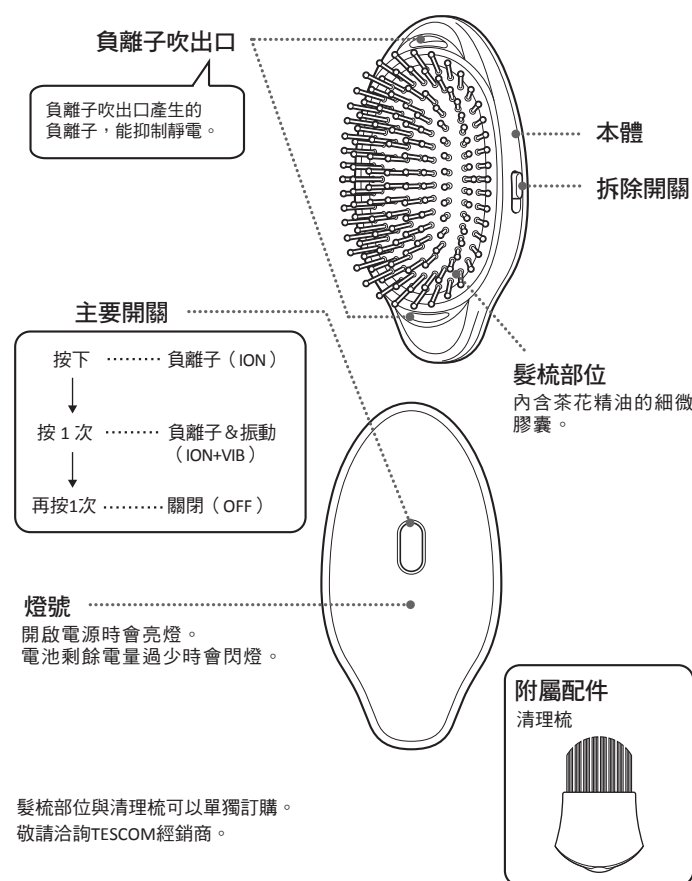 負離子吹出口
負離子吹出口產生的
負離子，能抑制靜電。
本體
拆除開關
主要開關
按下 ········· 負離子（ION）
按 1 次 ········· 負離子＆振動
（ION+VIB）
再按1次 ·········· 關閉（OFF）
髮梳部位
內含茶花精油的細微
膠囊。
燈號
開啟電源時會亮燈。
電池剩餘電量過少時會閃燈。
附屬配件
清理梳
髮梳部位與清理梳可以單獨訂購。
敬請洽詢TESCOM經銷商。